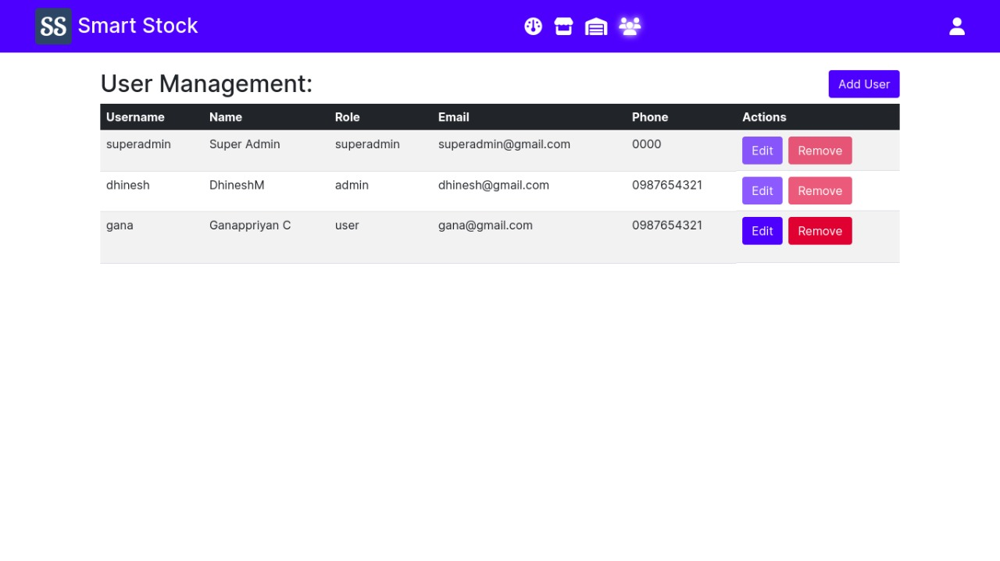 SS Smart Stock
User Management:
Add User
Username Name Role Email Phone Actions
superadmin Super Admin superadmin superadmin@gmail.com 0000 Edit Remove
dhinesh DhineshM admin dhinesh@gmail.com 0987654321 Edit Remove
gana Ganappriyan C user gana@gmail.com 0987654321 Edit Remove